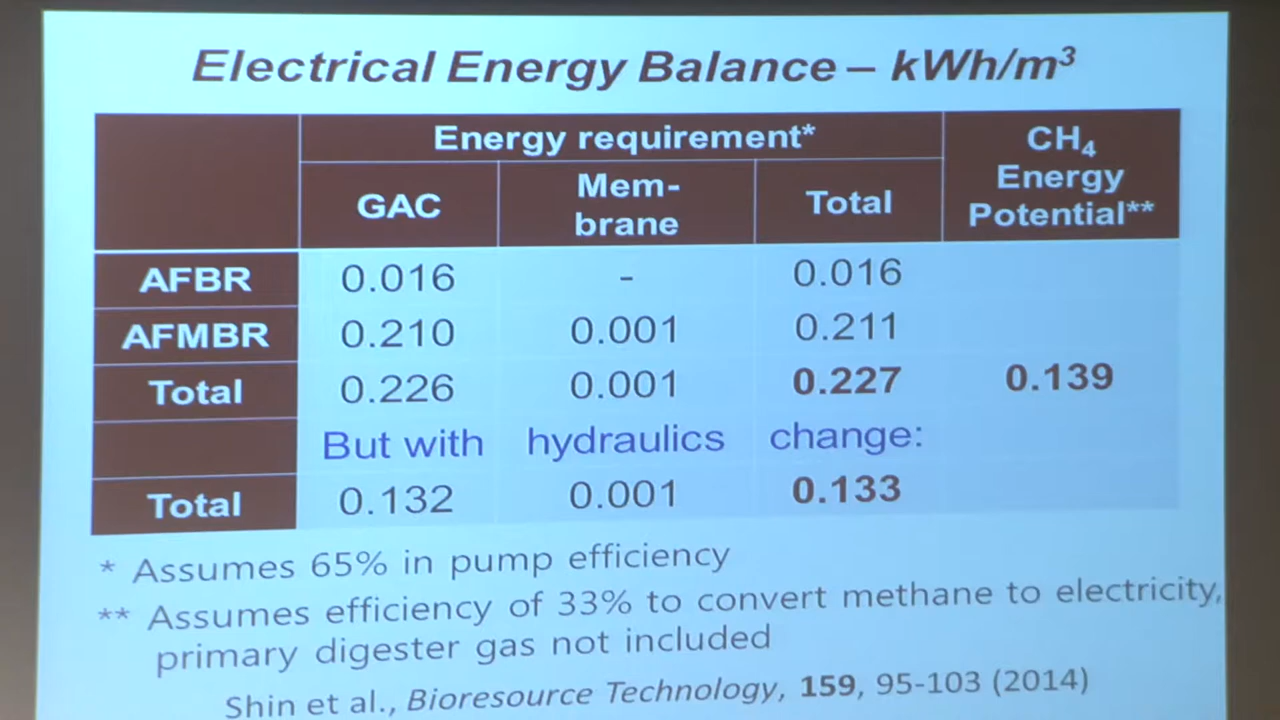 Electrical Energy Balance – kWh/m³
Energy requirement*
CH₄ Energy Potential**
GAC
Mem-
brane
Total
AFBR 0.016 - 0.016
AFMBR 0.210 0.001 0.211
Total 0.226 0.001 0.227 0.139
But with hydraulics change:
Total 0.132 0.001 0.133
* Assumes 65% in pump efficiency
** Assumes efficiency of 33% to convert methane to electricity,
primary digester gas not included
Shin et al., Bioresource Technology, 159, 95-103 (2014)